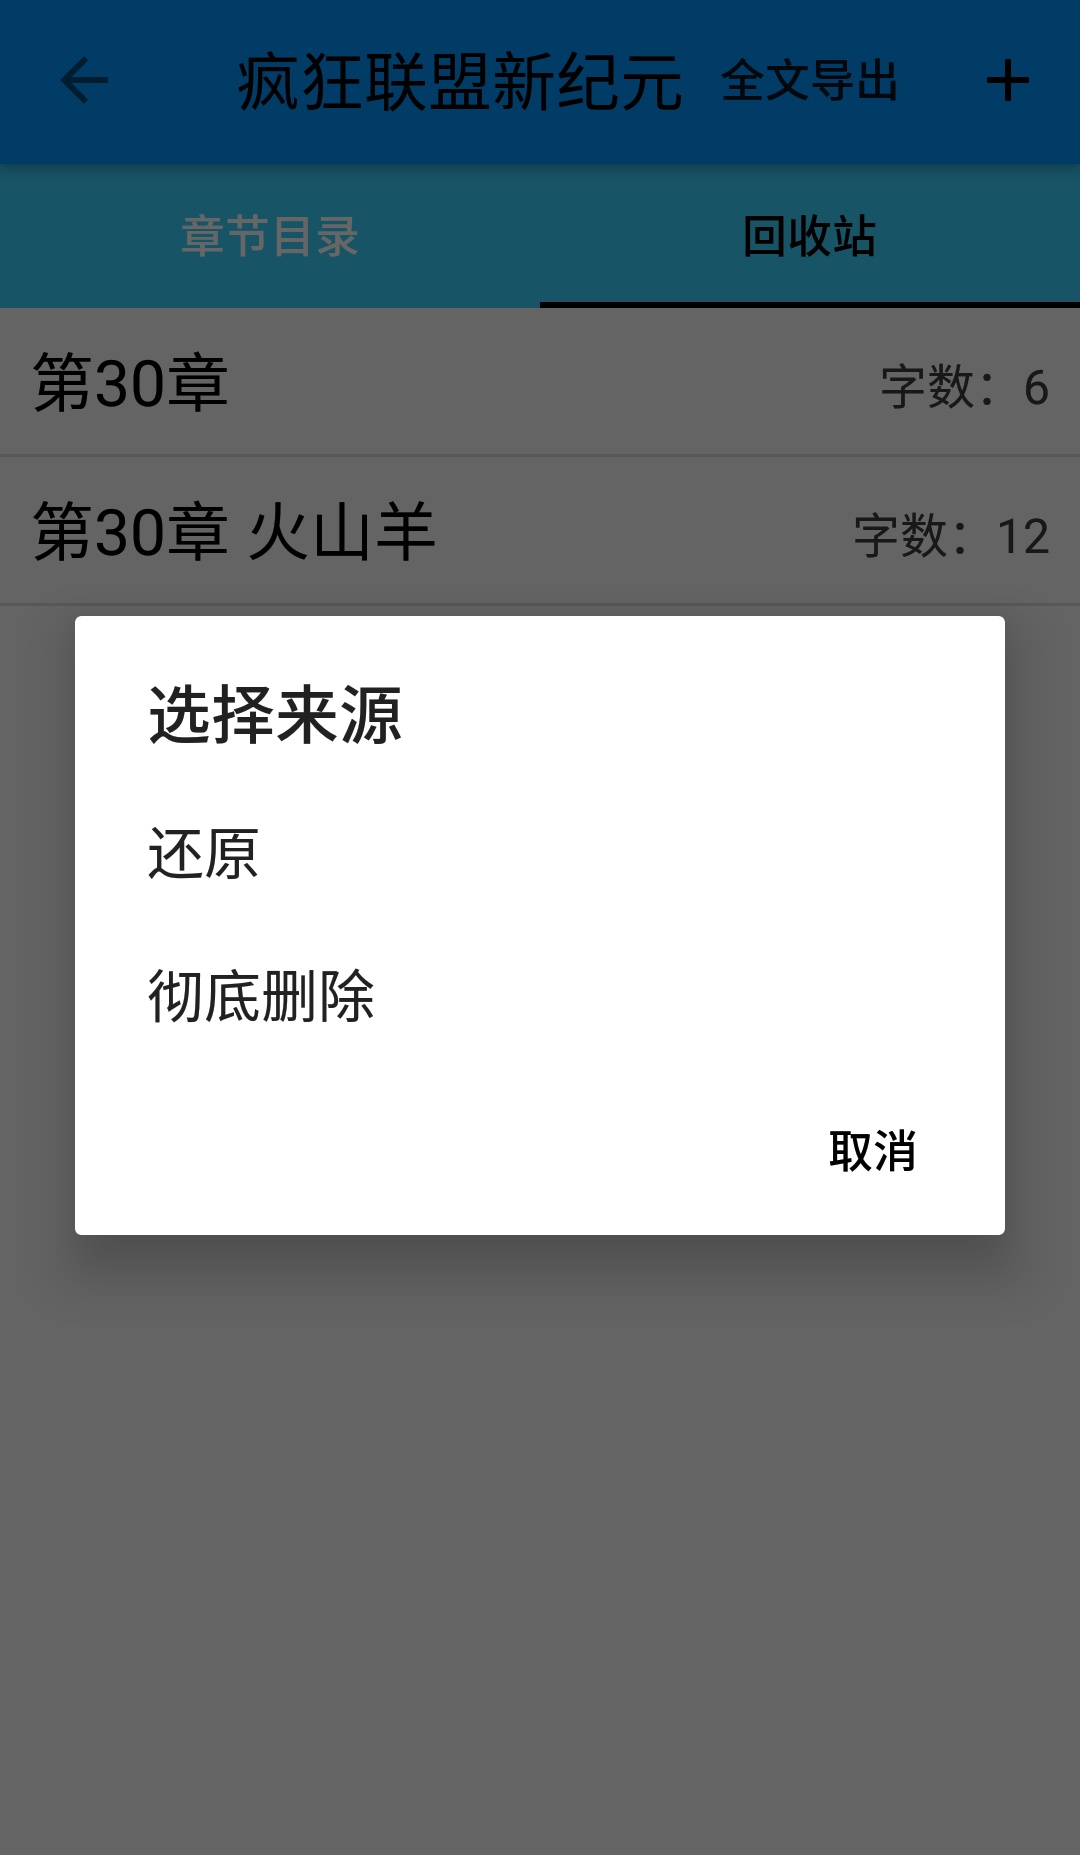 疯狂联盟新纪元 全文导出
章节目录 回收站
第30章 字数：6
第30章 火山羊 字数：12
选择来源
还原
彻底删除
取消